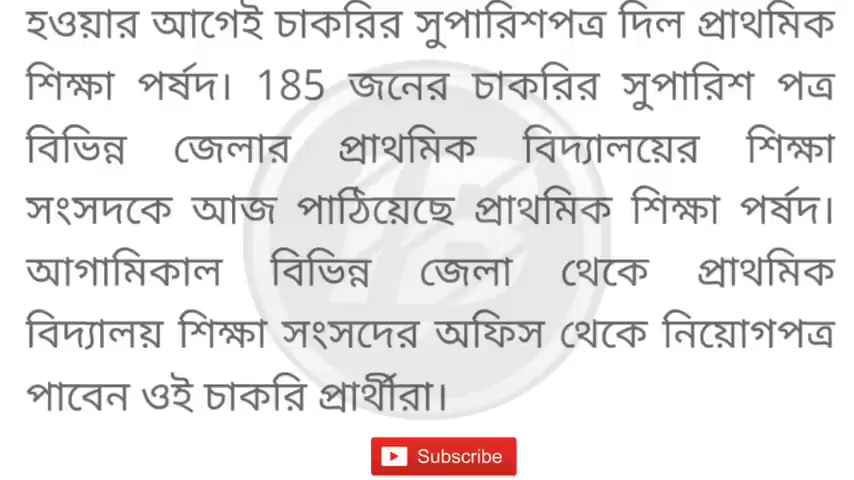 হওয়ার আগেই চাকরির সুপারিশপত্র দিল প্রাথমিক
শিক্ষা পর্ষদ। 185 জনের চাকরির সুপারিশ পত্র
বিভিন্ন জেলার প্রাথমিক বিদ্যালয়ের শিক্ষা
সংসদকে আজ পাঠিয়েছে প্রাথমিক শিক্ষা পর্ষদ।
আগামিকাল বিভিন্ন জেলা থেকে প্রাথমিক
বিদ্যালয় শিক্ষা সংসদের অফিস থেকে নিয়োগপত্র
পাবেন ওই চাকরি প্রার্থীরা।
Subscribe